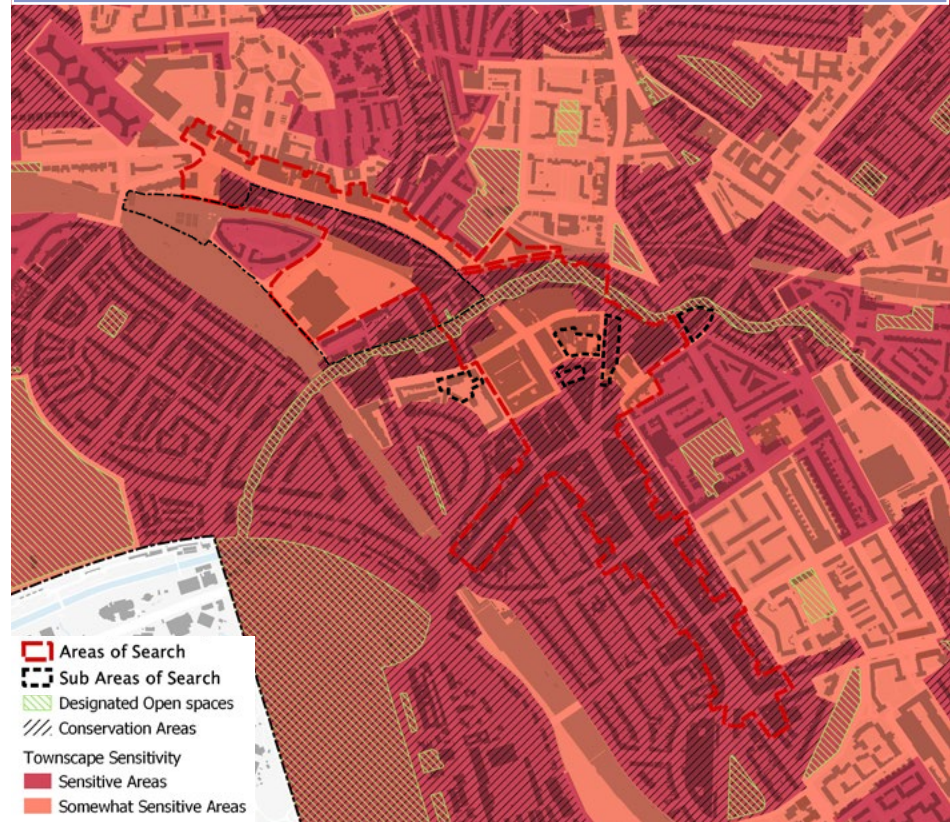 Areas of Search
Sub Areas of Search
Designated Open spaces
Conservation Areas
Townscape Sensitivity
Sensitive Areas
Somewhat Sensitive Areas